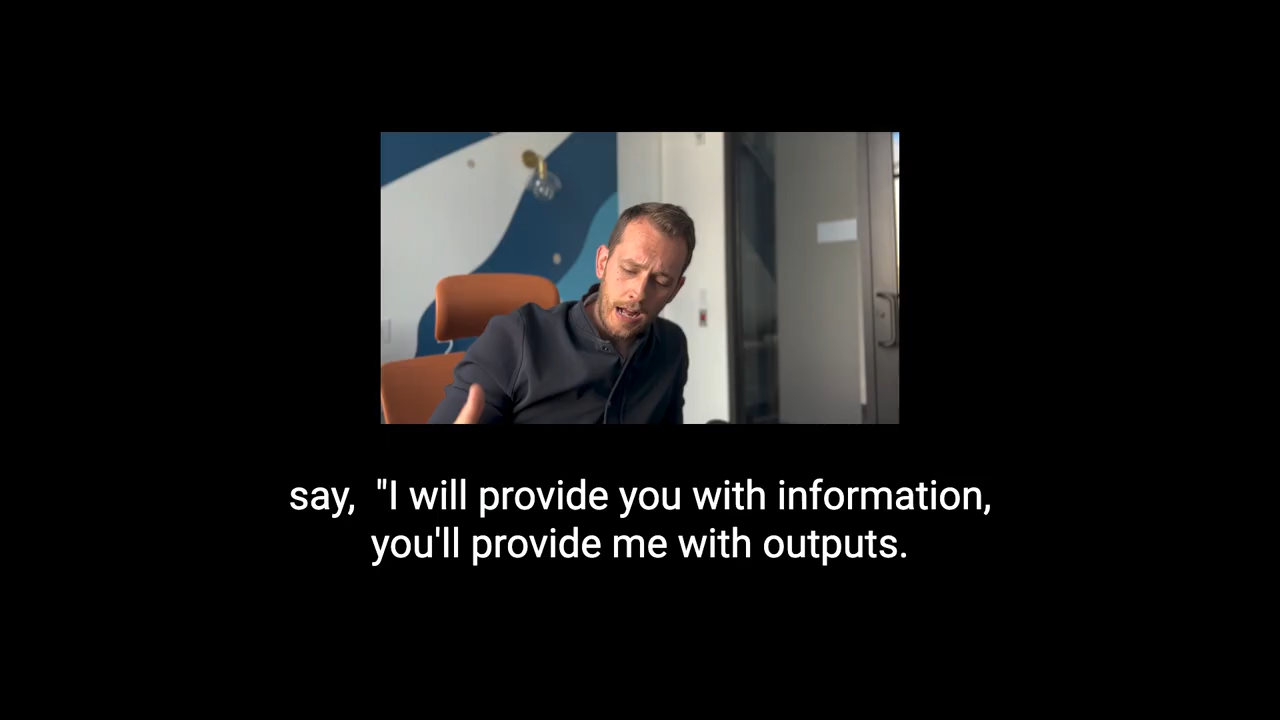 say,  "I will provide you with information,
you'll provide me with outputs.